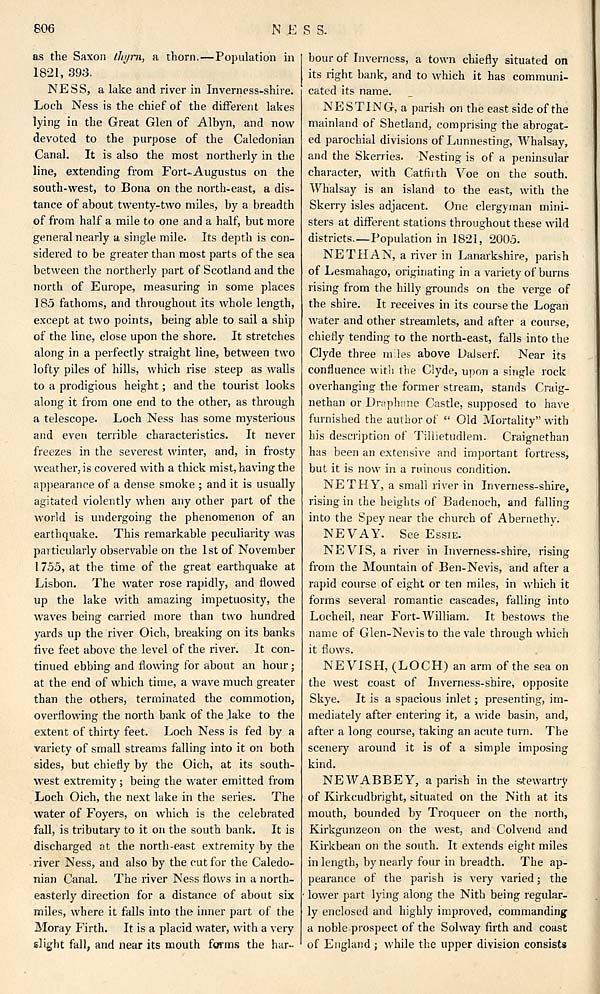 806
NESS.
as the Saxon thyrn, a thorn.—Population in
1821, 393.
NESS, a lake and river in Inverness-shire.
Loch Ness is the chief of the different lakes
lying in the Great Glen of Albyn, and now
devoted to the purpose of the Caledonian
Canal. It is also the most northerly in the
line, extending from Fort-Augustus on the
south-west, to Bona on the north-east, a dis-
tance of about twenty-two miles, by a breadth
of from half a mile to one and a half, but more
general nearly a single mile. Its depth is con-
sidered to be greater than most parts of the sea
between the northerly part of Scotland and the
north of Europe, measuring in some places
185 fathoms, and throughout its whole length,
except at two points, being able to sail a ship
of the line, close upon the shore. It stretches
along in a perfectly straight line, between two
lofty piles of hills, which rise steep as walls
to a prodigious height; and the tourist looks
along it from one end to the other, as through
a telescope. Loch Ness has some mysterious
and even terrible characteristics. It never
freezes in the severest winter, and, in frosty
weather, is covered with a thick mist, having the
appearance of a dense smoke; and it is usually
agitated violently when any other part of the
world is undergoing the phenomenon of an
earthquake. This remarkable peculiarity was
particularly observable on the 1st of November
1755, at the time of the great earthquake at
Lisbon. The water rose rapidly, and flowed
up the lake with amazing impetuosity, the
waves being carried more than two hundred
yards up the river Oich, breaking on its banks
five feet above the level of the river. It con-
tinued ebbing and flowing for about an hour;
at the end of which time, a wave much greater
than the others, terminated the commotion,
overflowing the north bank of the lake to the
extent of thirty feet. Loch Ness is fed by a
variety of small streams falling into it on both
sides, but chiefly by the Oich, at its south-
west extremity; being the water emitted from
Loch Oich, the next lake in the series. The
water of Foyers, on which is the celebrated
fall, is tributary to it on the south bank. It is
discharged at the north-east extremity by the
river Ness, and also by the cut for the Caledo-
nian Canal. The river Ness flows in a north-
easterly direction for a distance of about six
miles, where it falls into the inner part of the
Moray Firth. It is a placid water, with a very
slight fall, and near its mouth forms the har-
bour of Inverness, a town chiefly situated on
its right bank, and to which it has communi-
cated its name.
NESTING, a parish on the east side of the
mainland of Shetland, comprising the abrogat-
ed parochial divisions of Lunnesting, Whalsay,
and the Skerries. Nesting is of a peninsular
character, with Catfirth Voe on the south.
Whalsay is an island to the east, with the
Skerry isles adjacent. One clergyman mini-
sters at different stations throughout these wild
districts.—Population in 1821, 2005.
NETHAN, a river in Lanarkshire, parish
of Lesmahago, originating in a variety of burns
rising from the hilly grounds on the verge of
the shire. It receives in its course the Logan
water and other streamlets, and after a course,
chiefly tending to the north-east, falls into the
Clyde three miles above Dalserf. Near its
confluence with the Clyde, upon a single rock
overhanging the former stream, stands Craig-
nethan or Draphane Castle, supposed to have
furnished the author of " Old Mortality" with
his description of Tillietudlem. Craignethan
has been an extensive and important fortress,
but it is now in a ruinous condition.
NETHY, a small river in Inverness-shire,
rising in the heights of Badenoch, and falling
into the Spey near the church of Abernethy.
NEVAY. See ESSIE.
NEVIS, a river in Inverness-shire, rising
from the Mountain of Ben-Nevis, and after a
rapid course of eight or ten miles, in which it
forms several romantic cascades, falling into
Locheil, near Fort-William. It bestows the
name of Glen-Nevis to the vale through which
it flows.
NEVISH, (LOCH) an arm of the sea on
the west coast of Inverness-shire, opposite
Skye. It is a spacious inlet; presenting, im-
mediately after entering it, a wide basin, and,
after a long course, taking an acute turn. The
scenery around it is of a simple imposing
kind.
NEWABBEY, a parish in the stewartry
of Kirkcudbright, situated on the Nith at its
mouth, bounded by Troqueer on the north,
Kirkgunzeon on the west, and Colvend and
Kirkbean on the south. It extends eight miles
in length, by nearly four in breadth. The ap-
pearance of the parish is very varied; the
lower part lying along the Nith being regular-
ly enclosed and highly improved, commanding
a noble prospect of the Solway firth and coast
of England; while the upper division consists